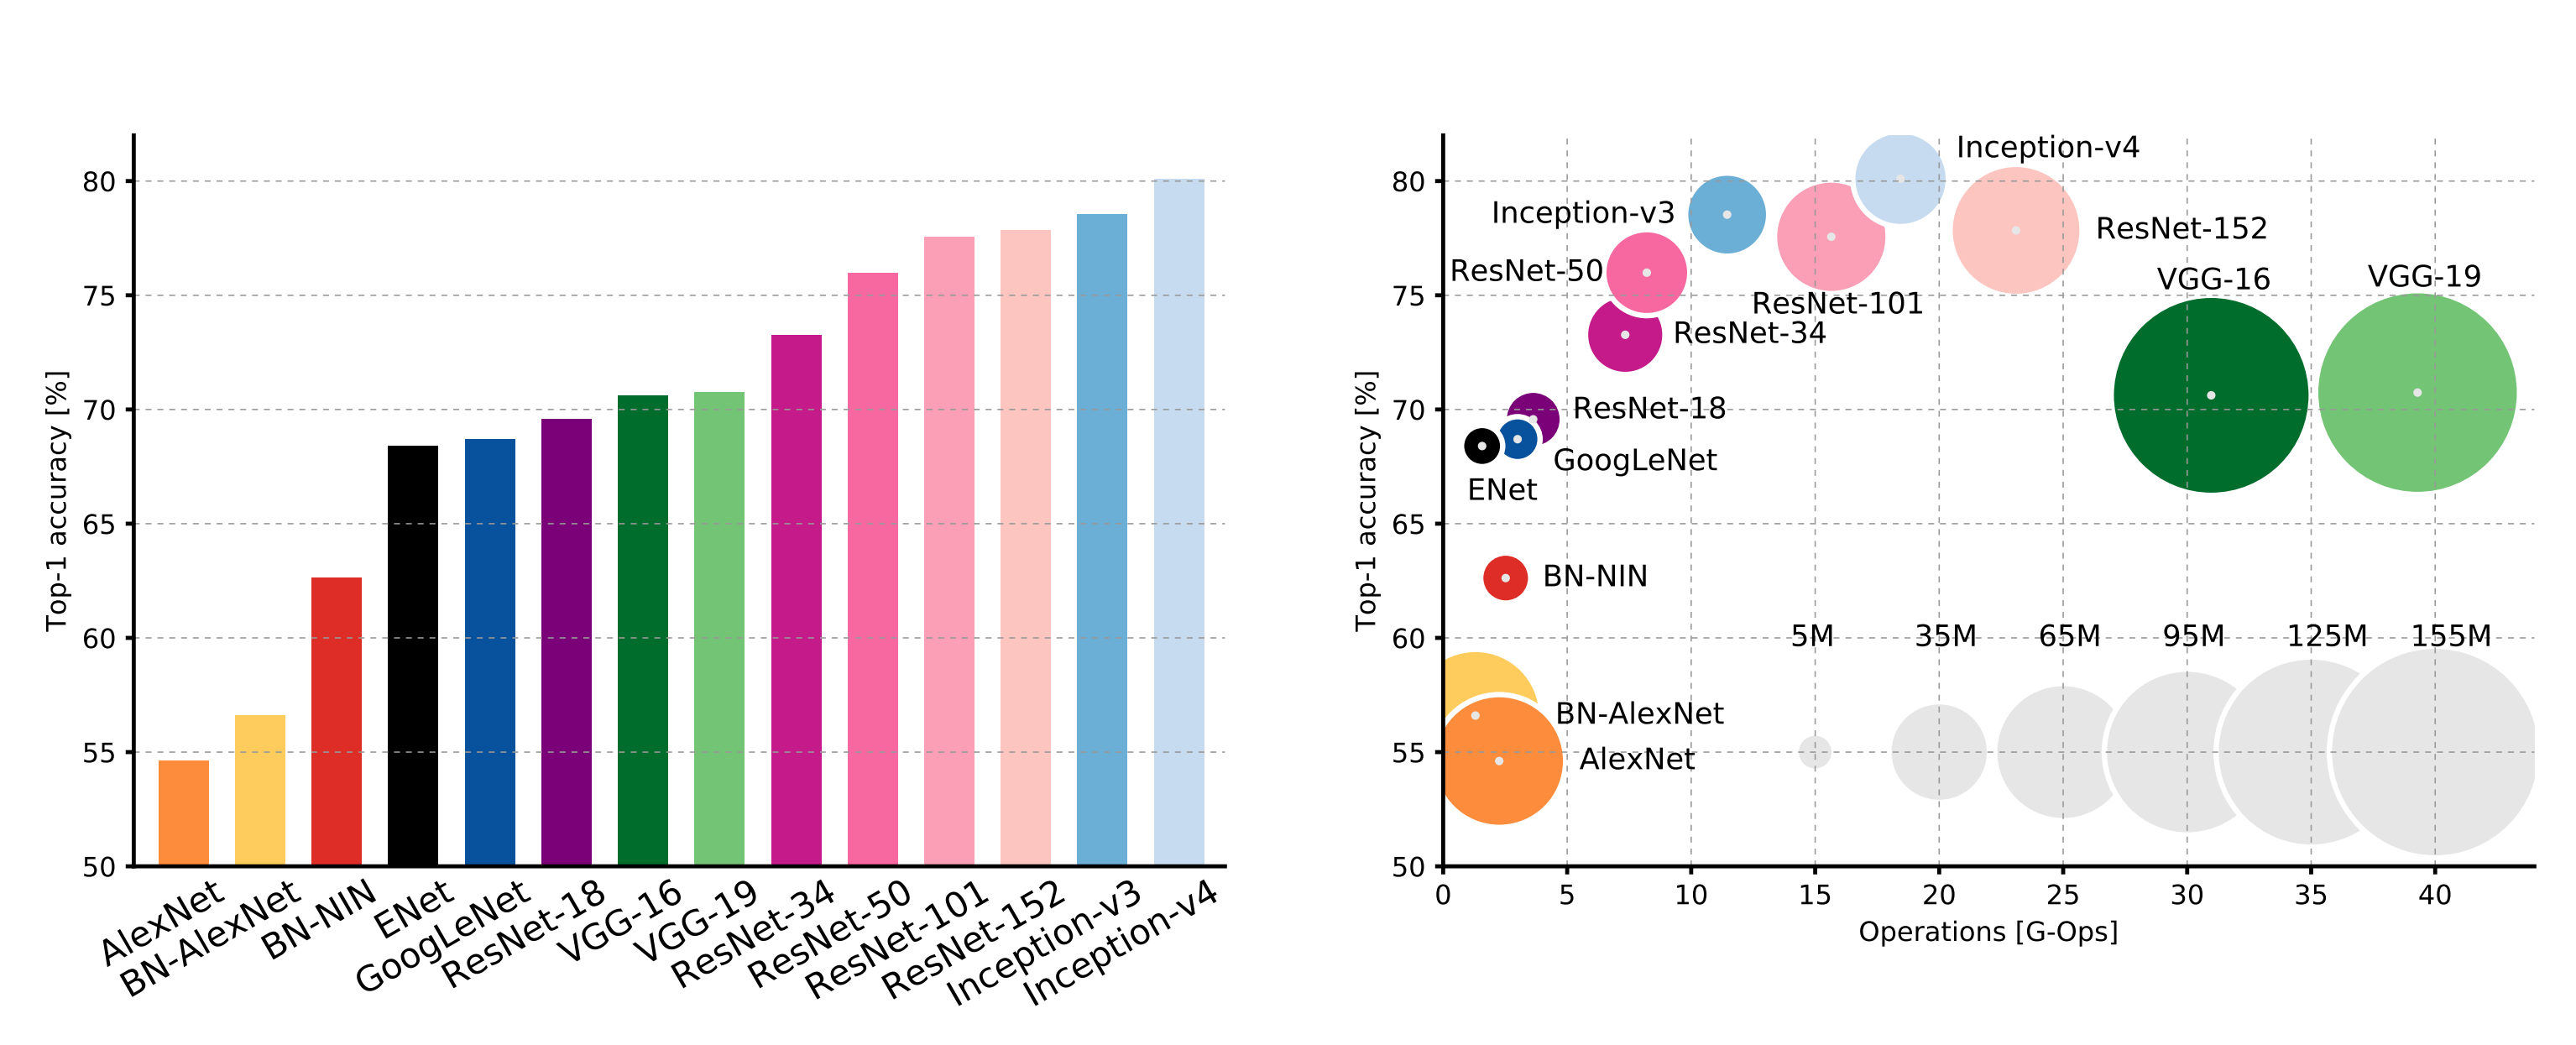 Top-1 accuracy [%]
80
75
70
65
60
55
50
AlexNet
BN-AlexNet
BN-NIN
ENet
GoogLeNet
ResNet-18
VGG-16
VGG-19
ResNet-34
ResNet-50
ResNet-101
ResNet-152
Inception-v3
Inception-v4
Top-1 accuracy [%]
80
75
70
65
60
55
50
Inception-v4
Inception-v3
ResNet-152
ResNet-50
VGG-16
VGG-19
ResNet-101
ResNet-34
ResNet-18
GoogLeNet
ENet
BN-NIN
5M 35M 65M 95M 125M 155M
BN-AlexNet
AlexNet
0 5 10 15 20 25 30 35 40
Operations [G-Ops]